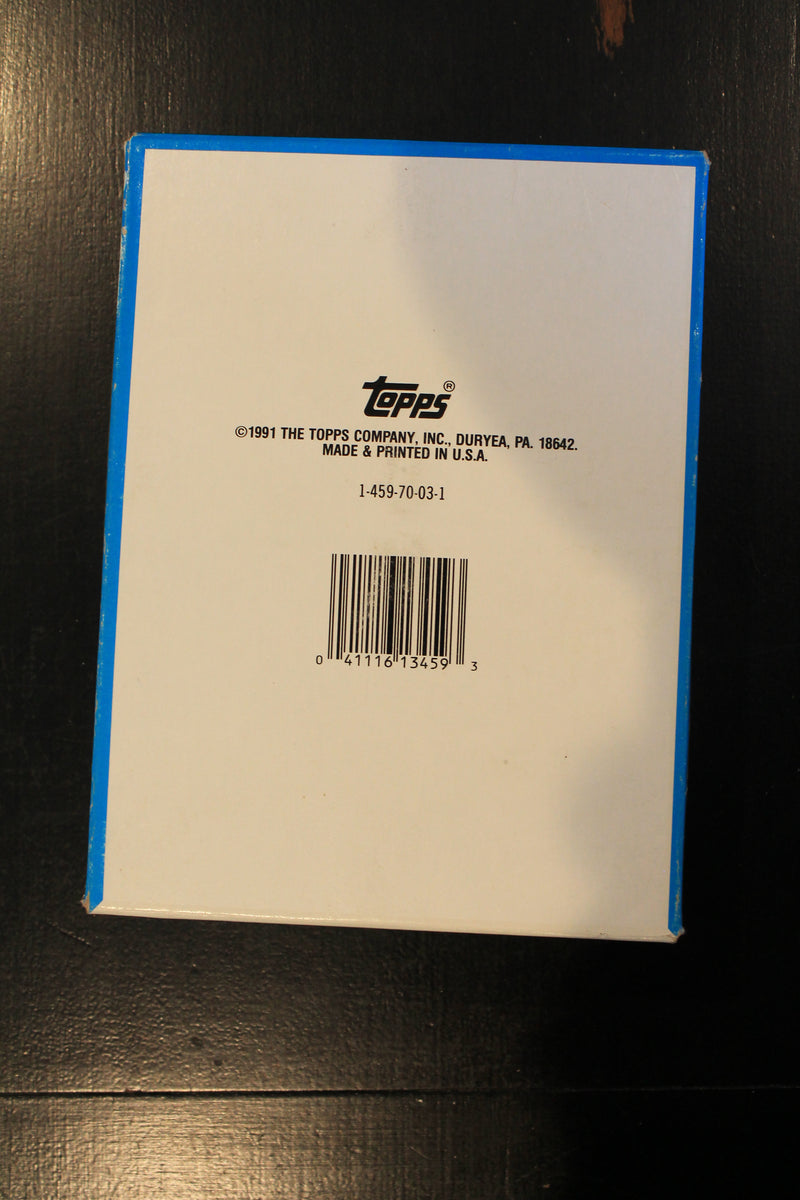 Topps®
©1991 THE TOPPS COMPANY, INC., DURYEA, PA. 18642.
MADE & PRINTED IN U.S.A.
1-459-70-03-1
0 41116 13459 3